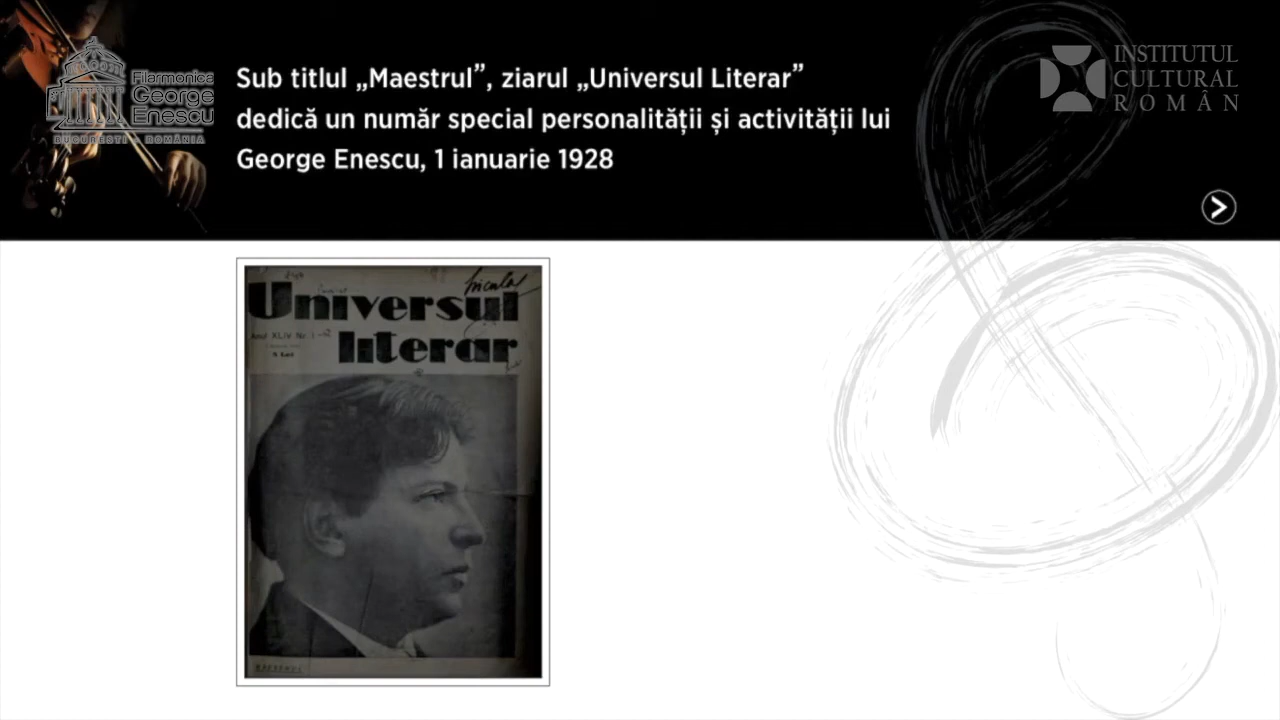 Filarmonica
George
Enescu
BUCUREȘTI ROMÂNIA
Sub titlul „Maestrul”, ziarul „Universul Literar”
dedică un număr special personalității și activității lui
George Enescu, 1 ianuarie 1928
INSTITUTUL
CULTURAL
ROMÂN
Universul
literar
Anul XLIV Nr. 1
4 Lei